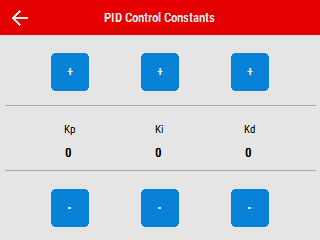 PID Control Constants
+ + +
Kp Ki Kd
0 0 0
- - -